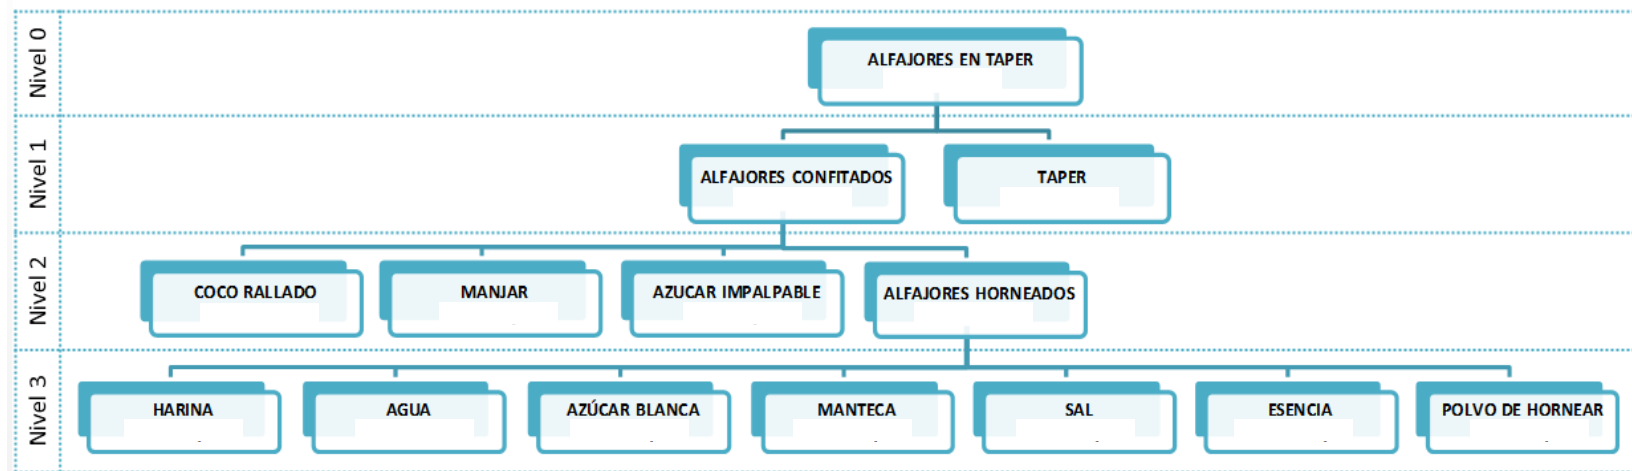 Nivel 0
ALFAJORES EN TAPER
Nivel 1
ALFAJORES CONFITADOS
TAPER
Nivel 2
COCO RALLADO
MANJAR
AZUCAR IMPALPABLE
ALFAJORES HORNEADOS
Nivel 3
HARINA
AGUA
AZÚCAR BLANCA
MANTECA
SAL
ESENCIA
POLVO DE HORNEAR